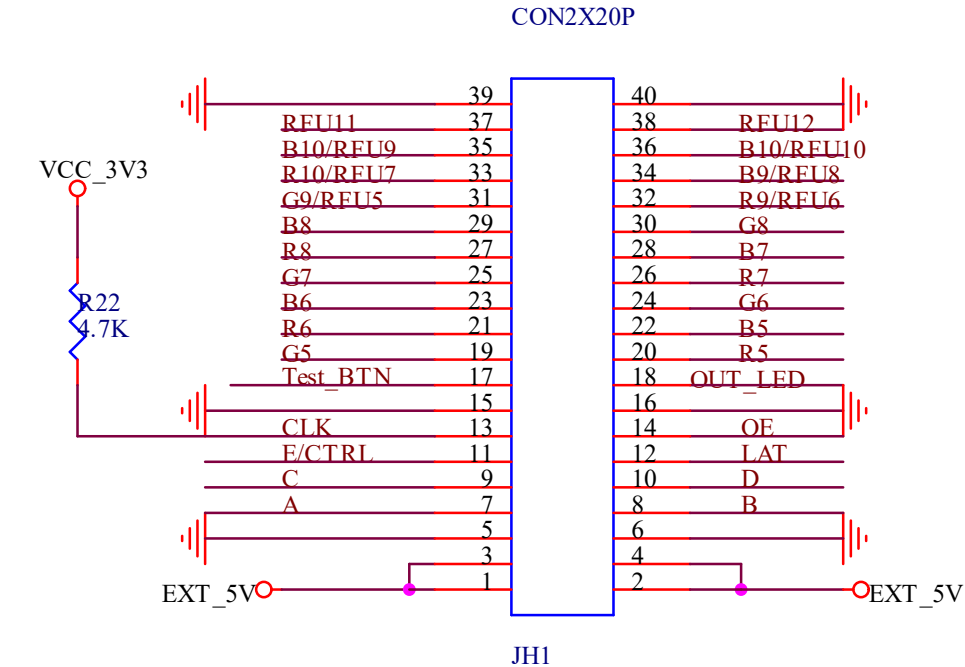 CON2X20P
39 40
RFU11 37 38 RFU12
B10/RFU9 35 36 B10/RFU10
VCC_3V3
R10/RFU7 33 34 B9/RFU8
G9/RFU5 31 32 R9/RFU6
B8 29 30 G8
R8 27 28 B7
G7 25 26 R7
R22
B6 23 24 G6
4.7K
R6 21 22 B5
G5 19 20 R5
Test_BTN 17 18 OUT_LED
15 16
CLK 13 14 OE
E/CTRL 11 12 LAT
C 9 10 D
A 7 8 B
5 6
3 4
EXT_5V 1 2 EXT_5V
JH1